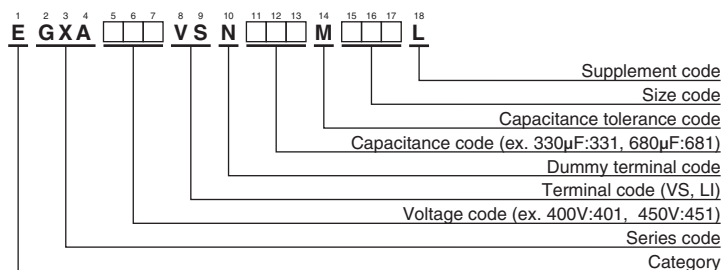 1 2 3 4 5 6 7 8 9 10 11 12 13 14 15 16 17 18
E GXA VS N M L
Supplement code
Size code
Capacitance tolerance code
Capacitance code (ex. 330µF:331, 680µF:681)
Dummy terminal code
Terminal code (VS, LI)
Voltage code (ex. 400V:401, 450V:451)
Series code
Category